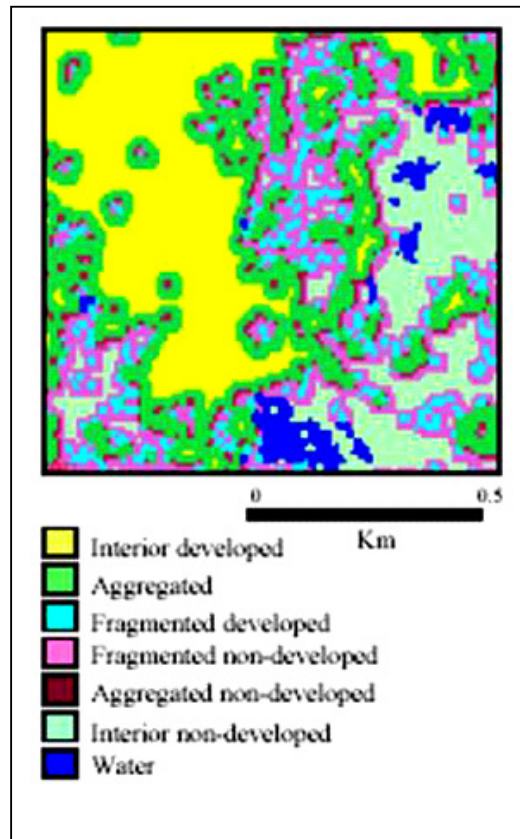 0 0.5
Km
Interior developed
Aggregated
Fragmented developed
Fragmented non-developed
Aggregated non-developed
Interior non-developed
Water